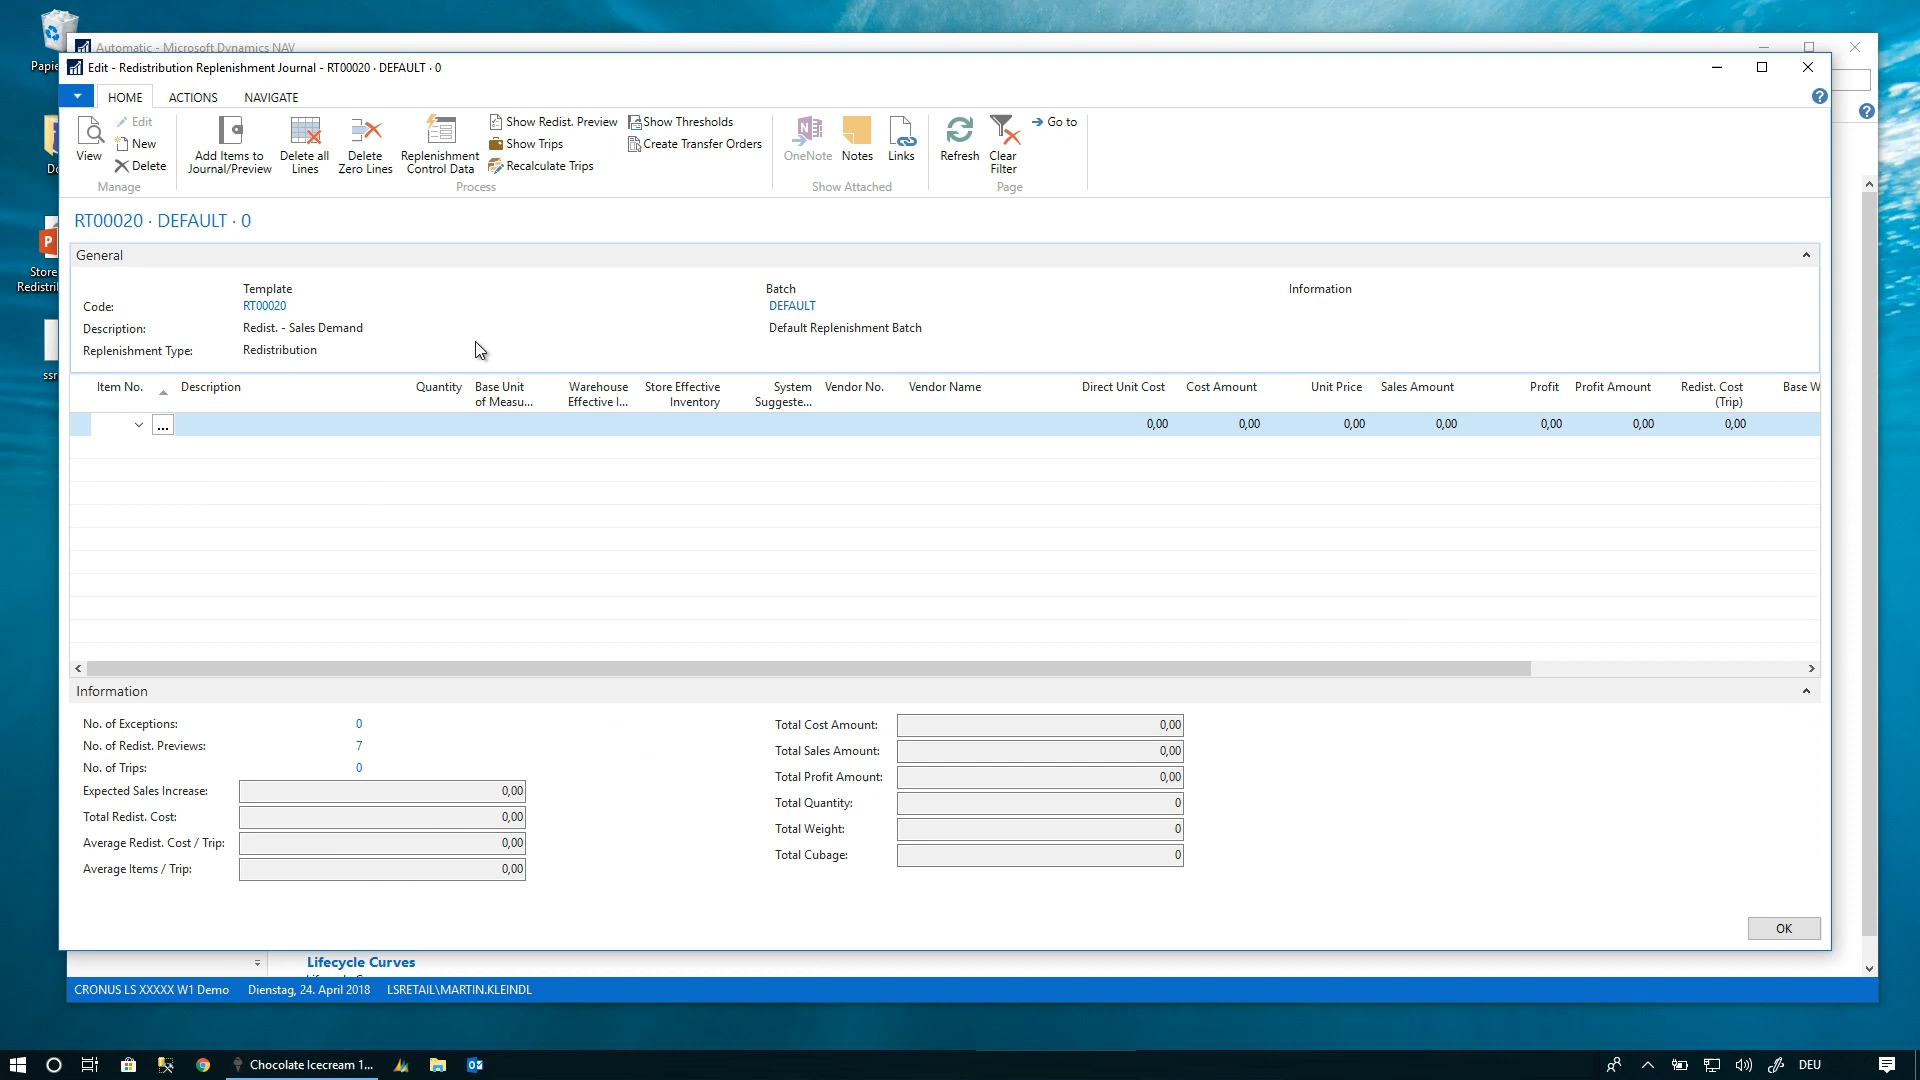 Papie
Automatic - Microsoft Dynamics NAV
Edit - Redistribution Replenishment Journal - RT00020 · DEFAULT · 0
HOME ACTIONS NAVIGATE
View
Edit
New
Delete
Manage
Add Items to Journal/Preview
Delete all Lines
Delete Zero Lines
Replenishment Control Data
Show Redist. Preview
Show Trips
Recalculate Trips
Show Thresholds
Create Transfer Orders
Process
OneNote
Notes
Links
Show Attached
Refresh
Clear Filter
Go to
Page
RT00020 · DEFAULT · 0
General
Template Batch Information
Code: RT00020 DEFAULT
Description: Redist. - Sales Demand Default Replenishment Batch
Replenishment Type: Redistribution
Store
Redistri
ssr
Item No. Description Quantity Base Unit of Measu... Warehouse Effective I... Store Effective Inventory System Suggeste... Vendor No. Vendor Name Direct Unit Cost Cost Amount Unit Price Sales Amount Profit Profit Amount Redist. Cost (Trip) Base W
... 0,00 0,00 0,00 0,00 0,00 0,00 0,00
Information
No. of Exceptions: 0
No. of Redist. Previews: 7
No. of Trips: 0
Expected Sales Increase: 0,00
Total Redist. Cost: 0,00
Average Redist. Cost / Trip: 0,00
Average Items / Trip: 0,00
Total Cost Amount: 0,00
Total Sales Amount: 0,00
Total Profit Amount: 0,00
Total Quantity: 0
Total Weight: 0
Total Cubage: 0
OK
Lifecycle Curves
CRONUS LS XXXXX W1 Demo Dienstag, 24. April 2018 LSRETAIL\MARTIN.KLEINDL
Chocolate Icecream 1... DEU